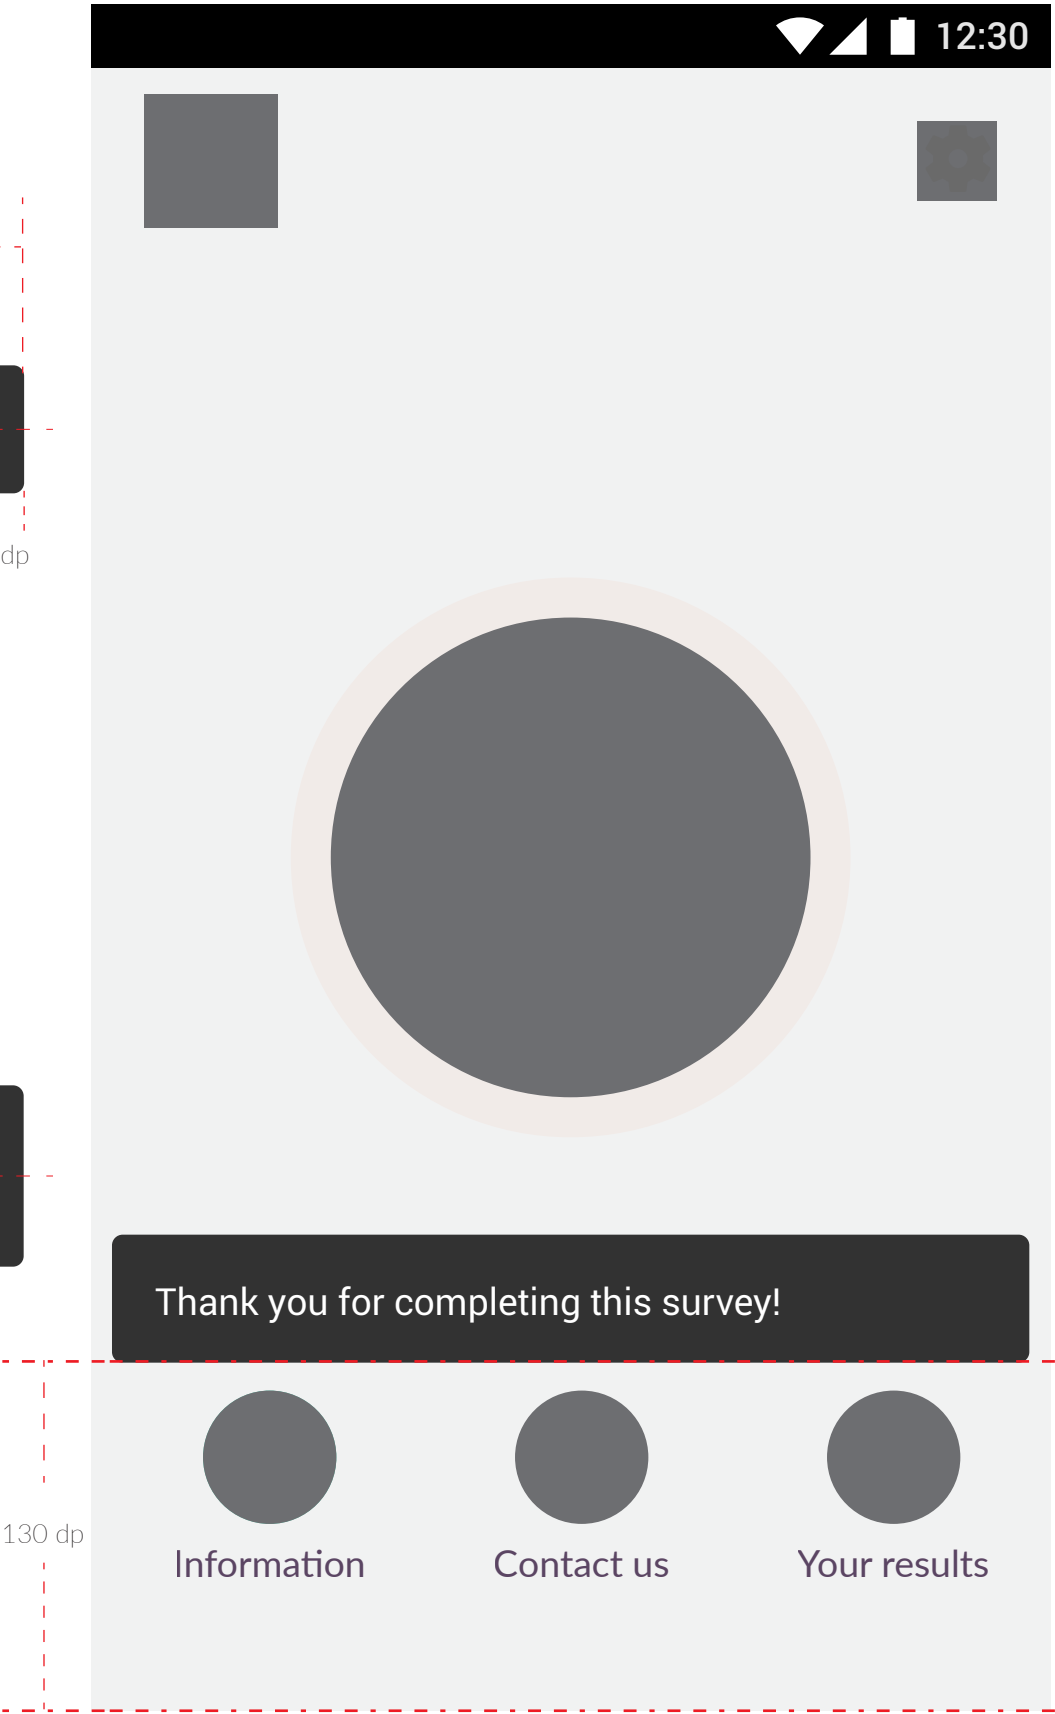 12:30
dp
Thank you for completing this survey!
130 dp
Information
Contact us
Your results